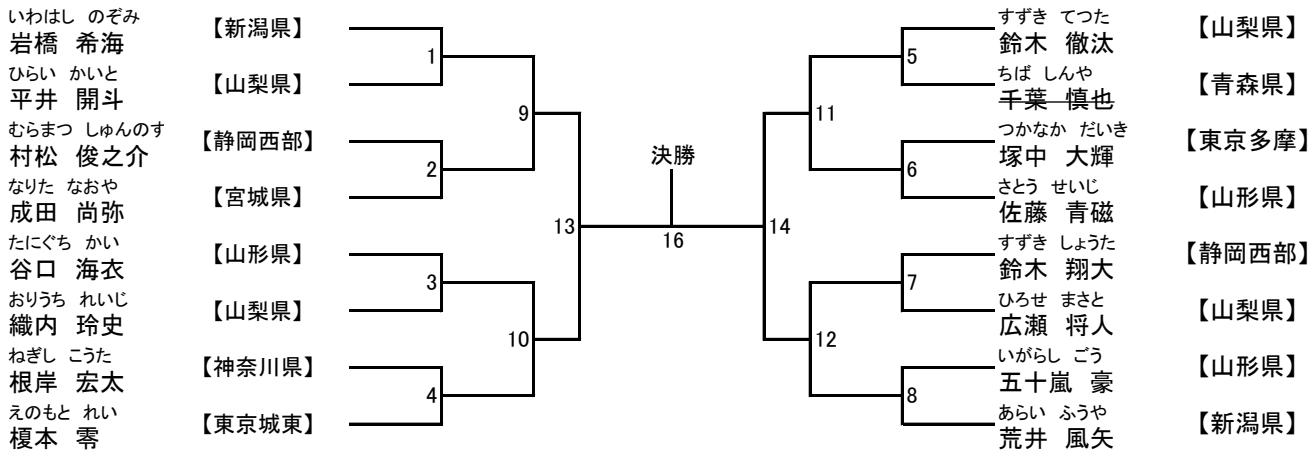 いわはし のぞみ
岩橋 希海 【新潟県】
1
ひらい かいと
平井 開斗 【山梨県】
9
むらまつ しゅんのす
村松 俊之介 【静岡西部】
2
なりた なおや
成田 尚弥 【宮城県】
13
たにぐち かい
谷口 海衣 【山形県】
3
おりうち れいじ
織内 玲史 【山梨県】
10
ねぎし こうた
根岸 宏太 【神奈川県】
4
えのもと れい
榎本 零 【東京城東】
決勝
16
すずき てつた
鈴木 徹汰 【山梨県】
5
ちば しんや
千葉 慎也 【青森県】
11
つかなか だいき
塚中 大輝 【東京多摩】
6
さとう せいじ
佐藤 青磁 【山形県】
14
すずき しょうた
鈴木 翔大 【静岡西部】
7
ひろせ まさと
広瀬 将人 【山梨県】
12
いがらし ごう
五十嵐 豪 【山形県】
8
あらい ふうや
荒井 風矢 【新潟県】